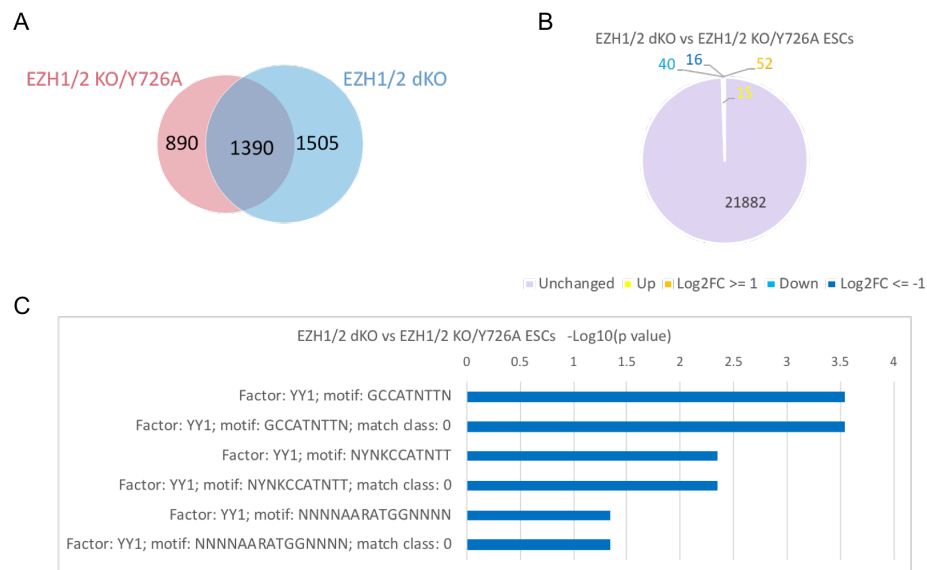 A
EZH1/2 KO/Y726A
EZH1/2 dKO
890
1390
1505
B
EZH1/2 dKO vs EZH1/2 KO/Y726A ESCs
40
16
52
15
21882
Unchanged Up Log2FC >= 1 Down Log2FC <= -1
C
EZH1/2 dKO vs EZH1/2 KO/Y726A ESCs -Log10(p value)
0 0.5 1 1.5 2 2.5 3 3.5 4
Factor: YY1; motif: GCCATNTTN
Factor: YY1; motif: GCCATNTTN; match class: 0
Factor: YY1; motif: NYNKCCATNTT
Factor: YY1; motif: NYNKCCATNTT; match class: 0
Factor: YY1; motif: NNNNAARATGGNNNN
Factor: YY1; motif: NNNNAARATGGNNNN; match class: 0